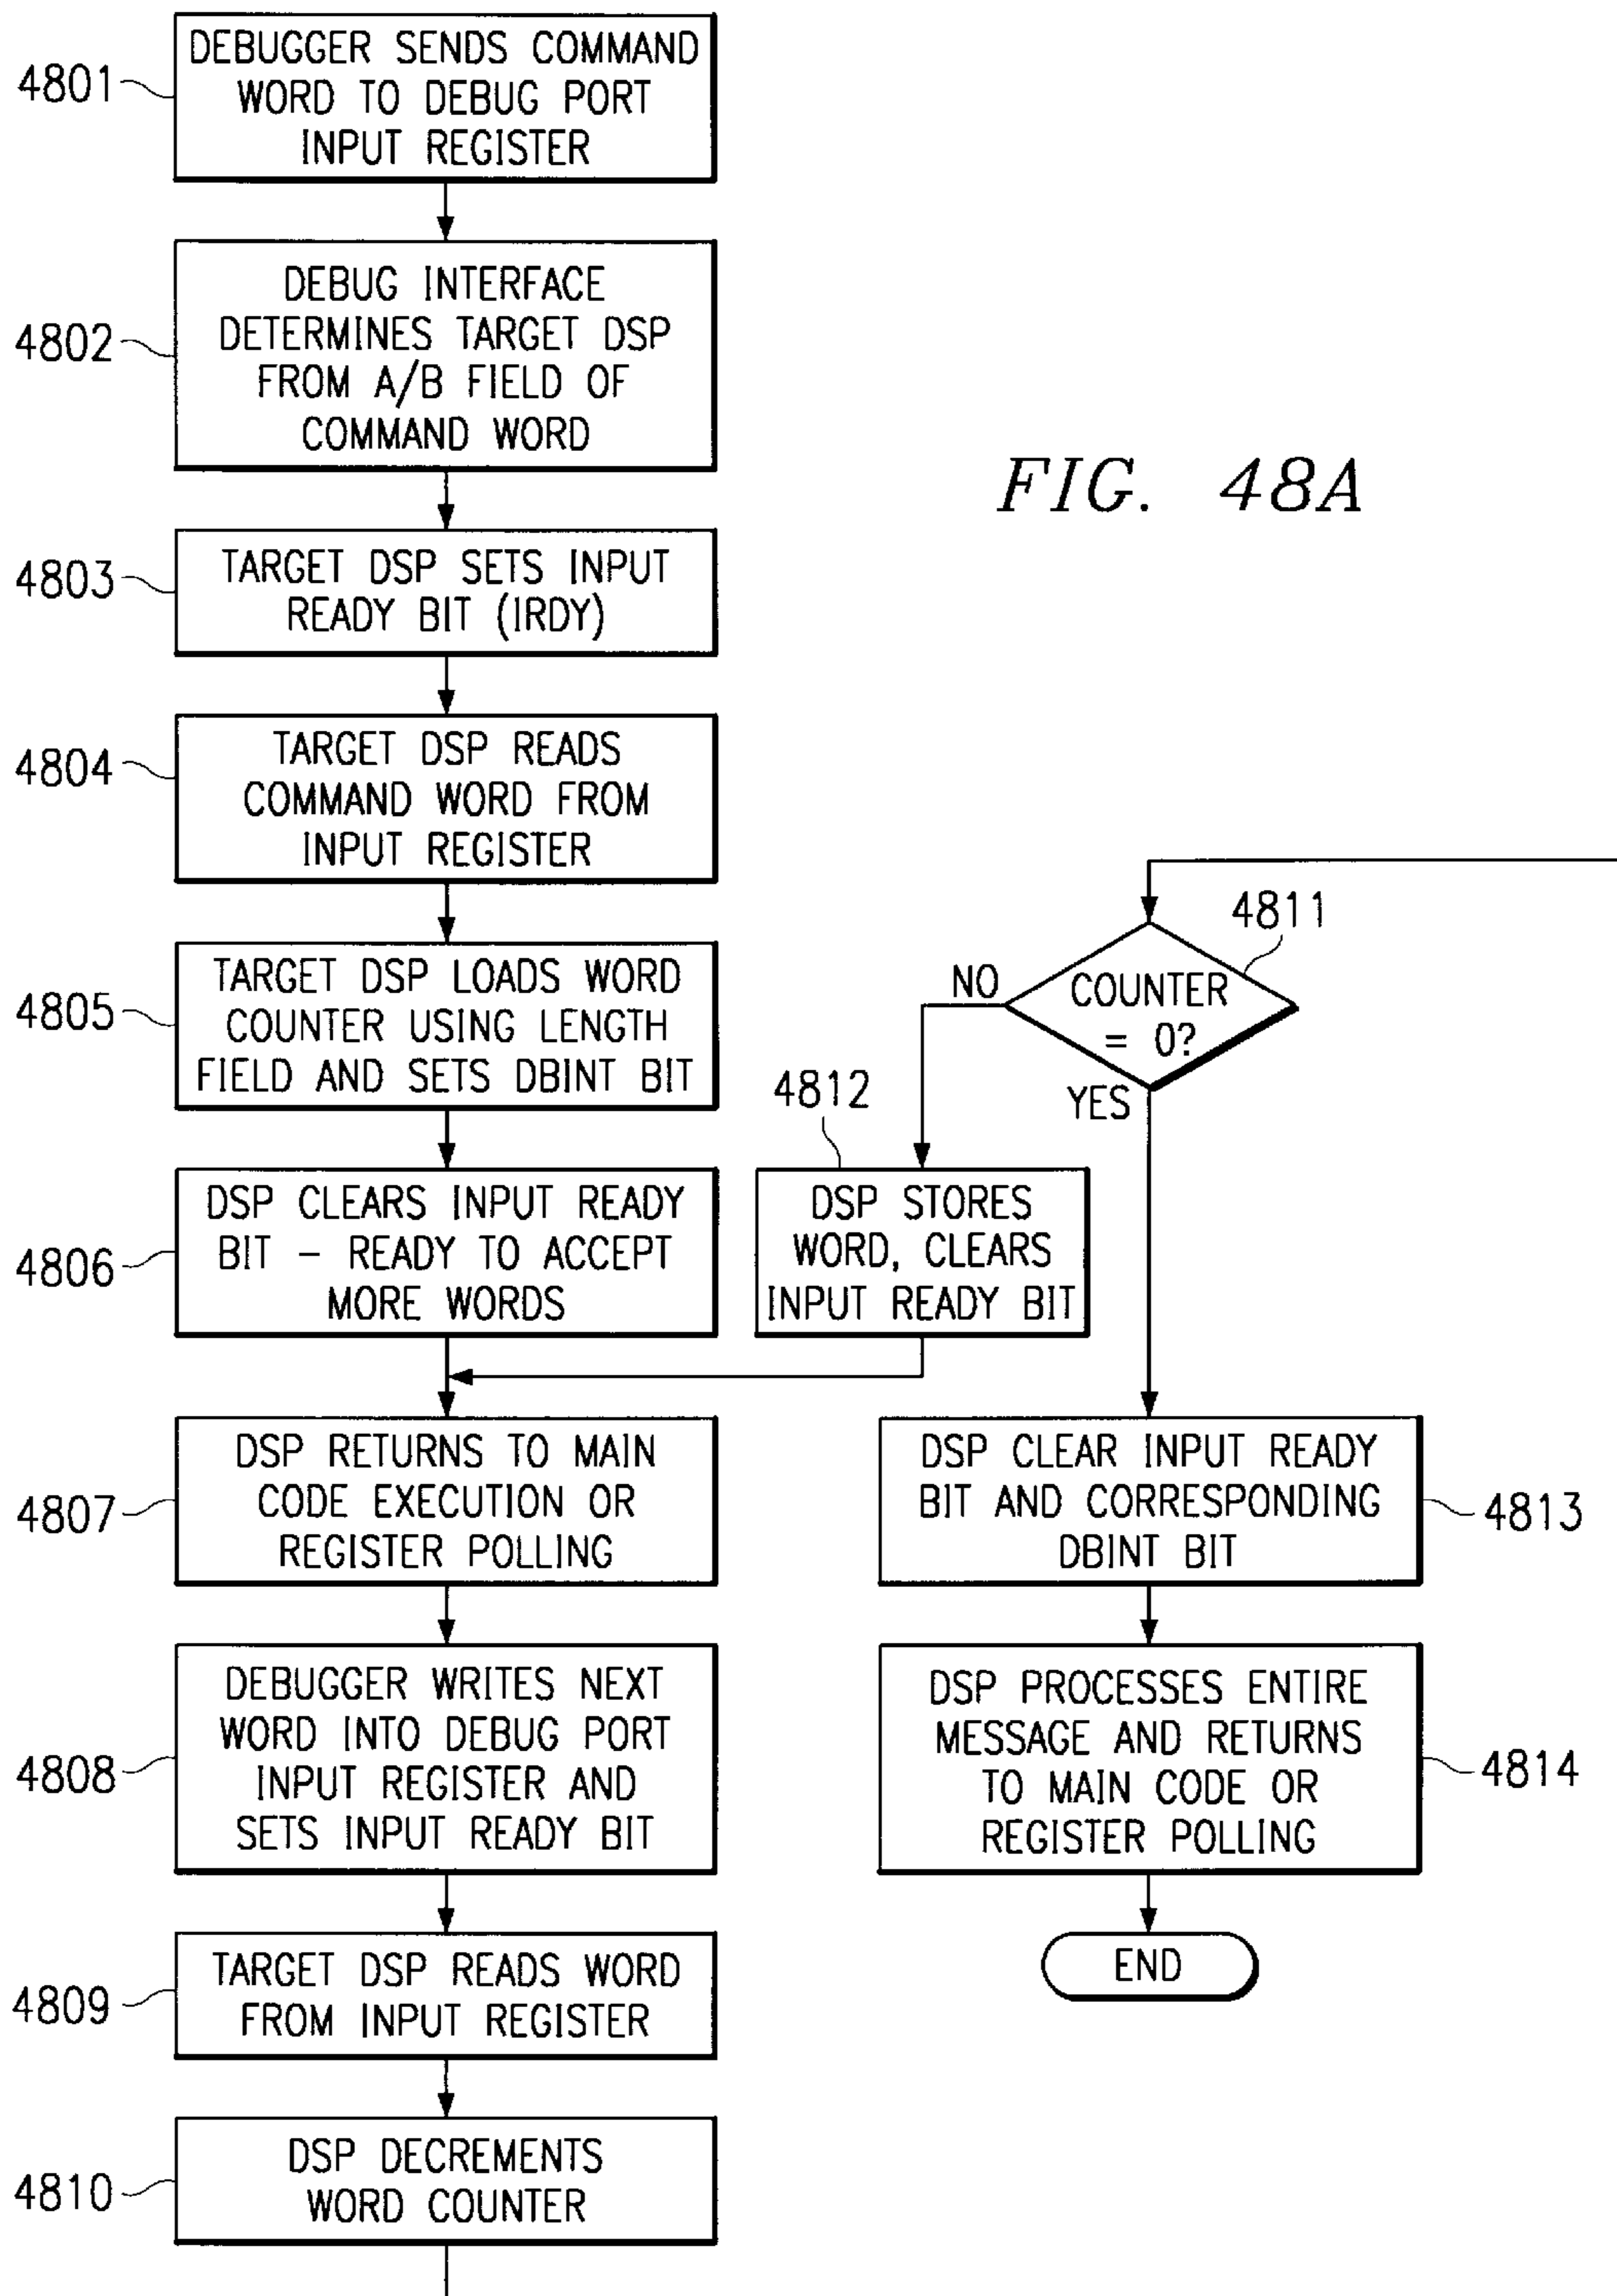 4801
DEBUGGER SENDS COMMAND
WORD TO DEBUG PORT
INPUT REGISTER
4802
DEBUG INTERFACE
DETERMINES TARGET DSP
FROM A/B FIELD OF
COMMAND WORD
FIG. 48A
4803
TARGET DSP SETS INPUT
READY BIT (IRDY)
4804
TARGET DSP READS
COMMAND WORD FROM
INPUT REGISTER
4805
TARGET DSP LOADS WORD
COUNTER USING LENGTH
FIELD AND SETS DBINT BIT
4806
DSP CLEARS INPUT READY
BIT – READY TO ACCEPT
MORE WORDS
4807
DSP RETURNS TO MAIN
CODE EXECUTION OR
REGISTER POLLING
4808
DEBUGGER WRITES NEXT
WORD INTO DEBUG PORT
INPUT REGISTER AND
SETS INPUT READY BIT
4809
TARGET DSP READS WORD
FROM INPUT REGISTER
4810
DSP DECREMENTS
WORD COUNTER
4811
COUNTER
= 0?
NO
YES
4812
DSP STORES
WORD, CLEARS
INPUT READY BIT
DSP CLEAR INPUT READY
BIT AND CORRESPONDING
DBINT BIT
4813
DSP PROCESSES ENTIRE
MESSAGE AND RETURNS
TO MAIN CODE OR
REGISTER POLLING
4814
END